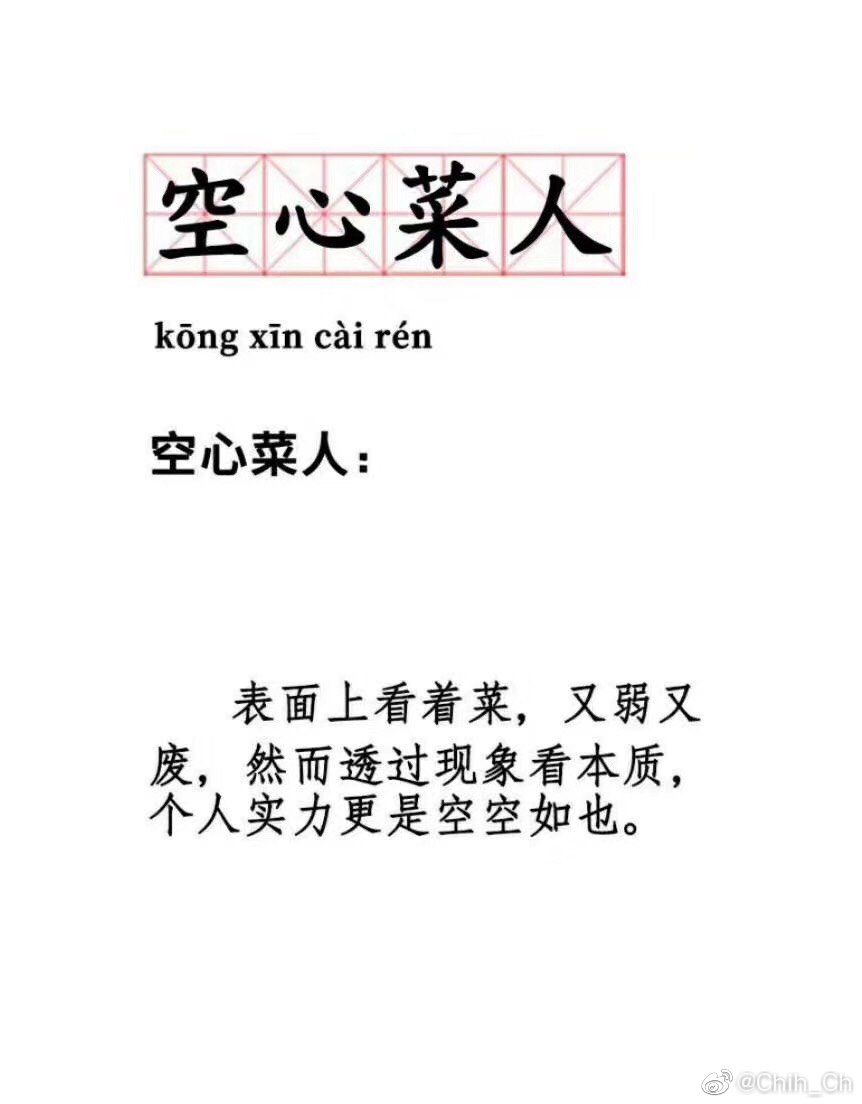 空心菜人
kōng xīn cài rén
空心菜人：
表面上看着菜，又弱又
废，然而透过现象看本质，
个人实力更是空空如也。
@Chih_Ch